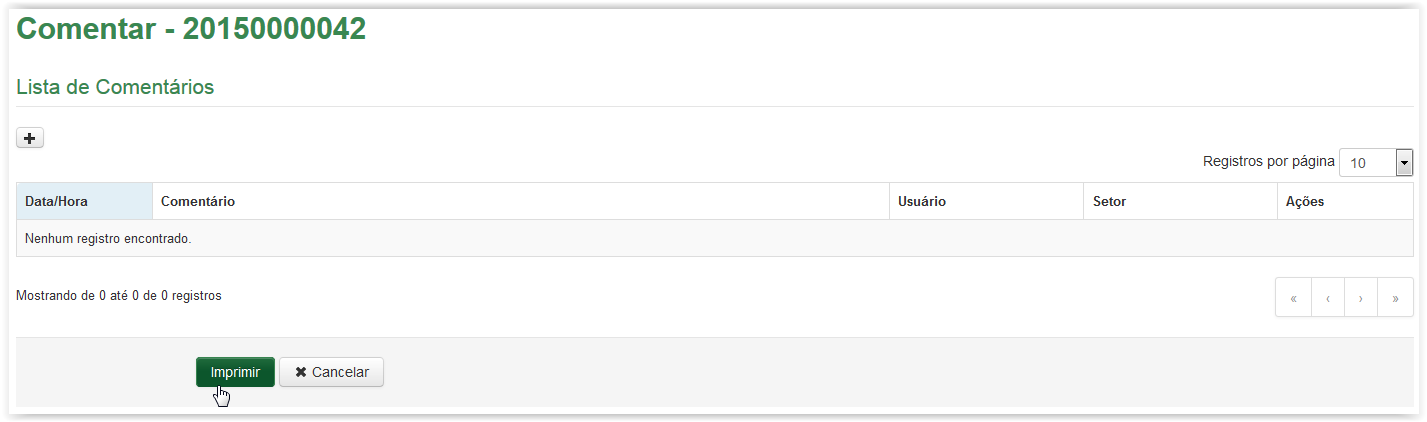 Comentar - 20150000042
Lista de Comentários
+
Registros por página 10
Data/Hora Comentário Usuário Setor Ações
Nenhum registro encontrado.
Mostrando de 0 até 0 de 0 registros
« ‹ › »
Imprimir ✖ Cancelar